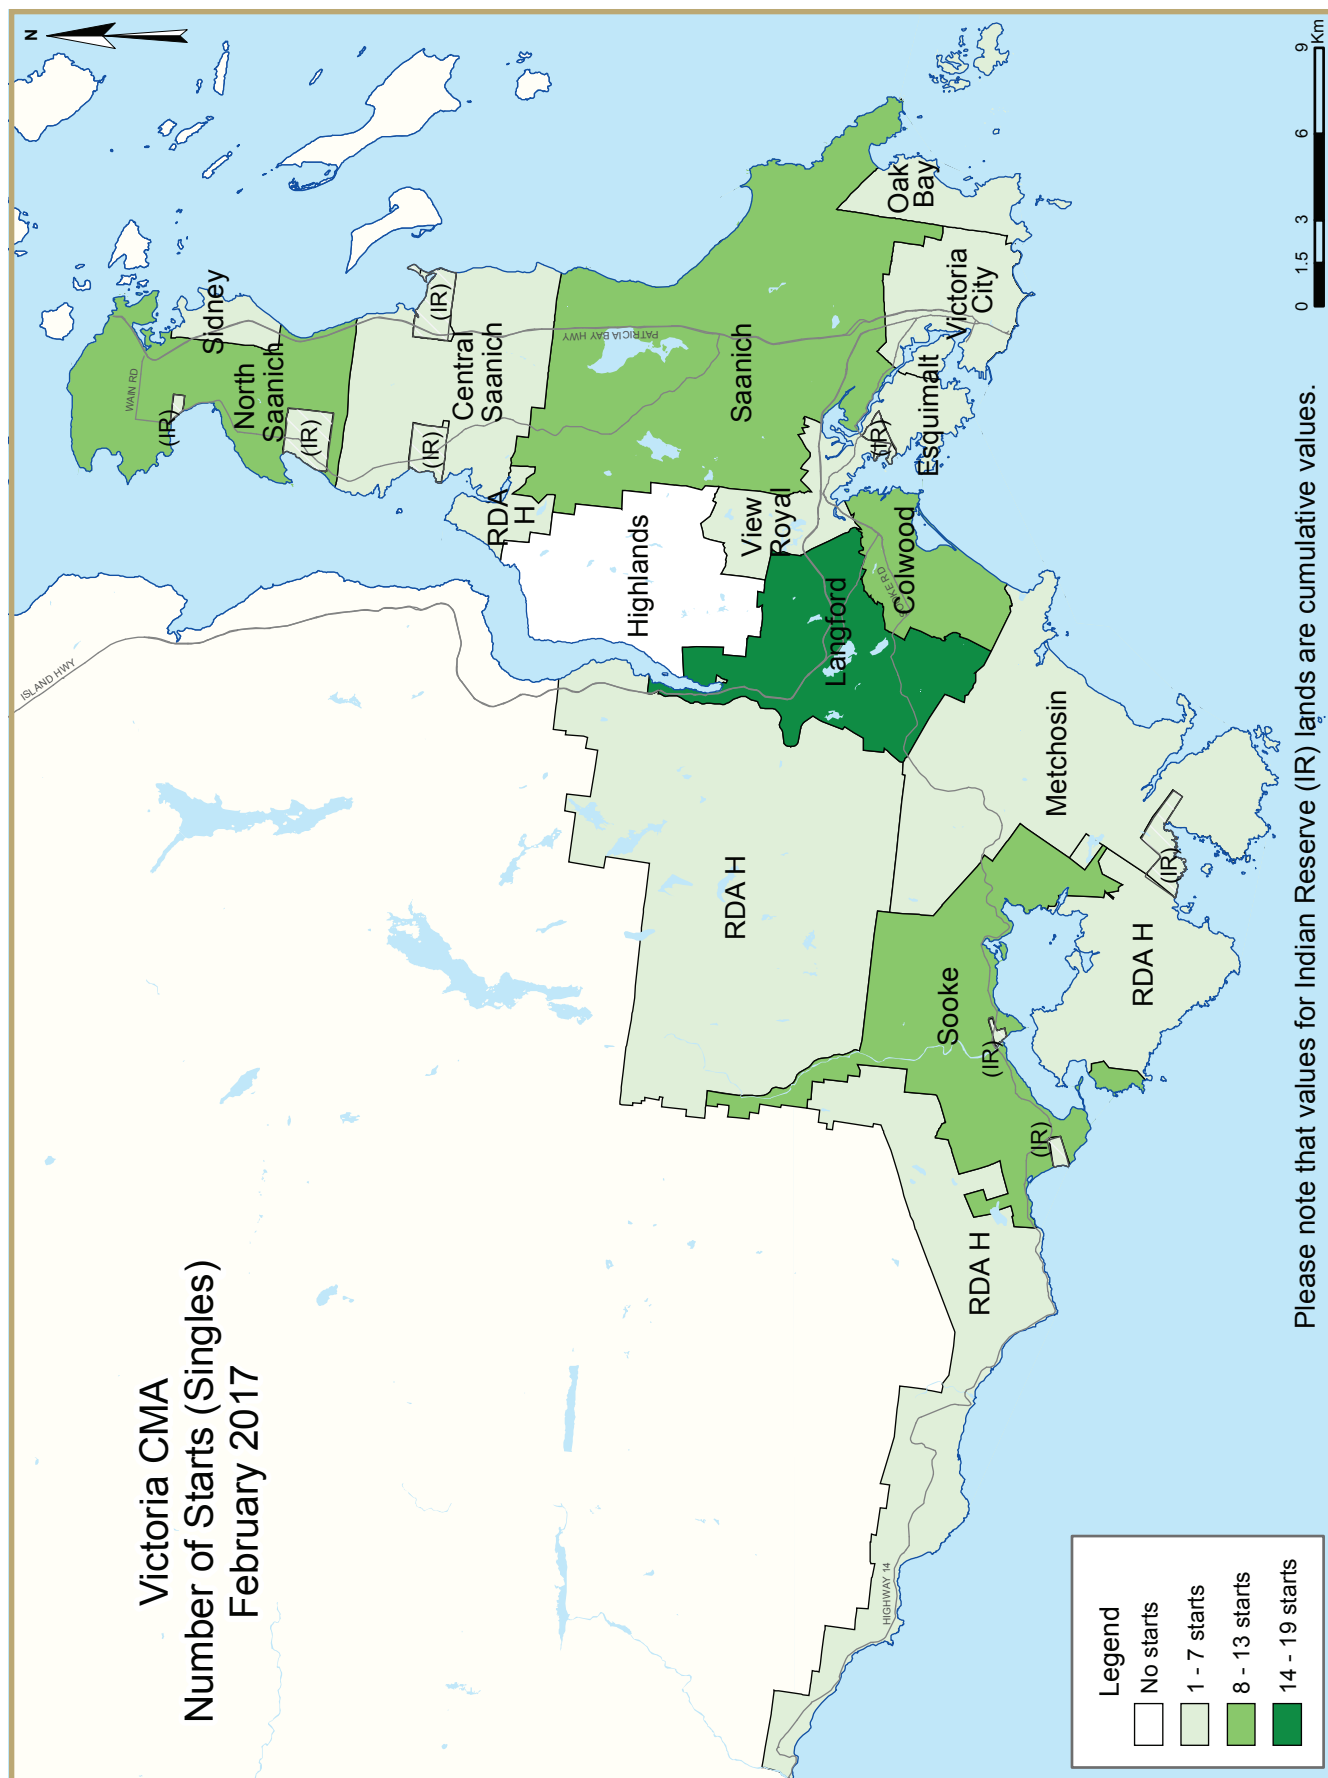 Victoria CMA
Number of Starts (Singles)
February 2017
N
ISLAND HWY
WAIN RD
(IR)
North
Saanich
Sidney
(IR)
Central
Saanich
(IR)
(IR)
PATRICIA BAY HWY
RDA
H
Saanich
Highlands
View
Royal
Oak
Bay
Victoria
City
Esquimalt
(IR)
Langford
Colwood
Metchosin
(IR)
RDA H
RDA H
Sooke
(IR)
(IR)
RDA H
HIGHWAY 14
Legend
No starts
1 - 7 starts
8 - 13 starts
14 - 19 starts
0 1.5 3 6 9
Km
Please note that values for Indian Reserve (IR) lands are cumulative values.